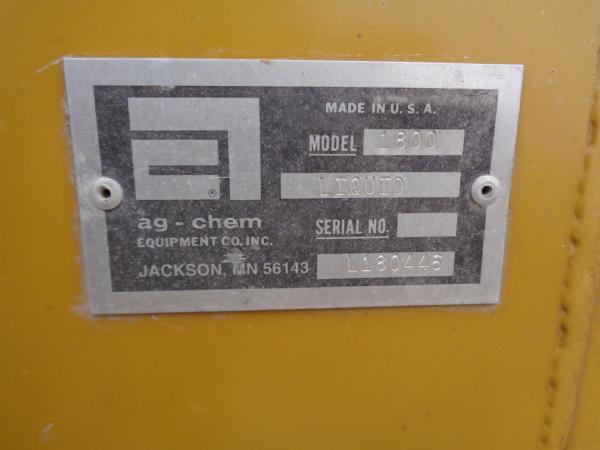 MADE IN U. S. A.
MODEL 1800
LIQUID
®
ag - chem
EQUIPMENT CO. INC.
JACKSON, MN 56143
SERIAL NO.
L180446